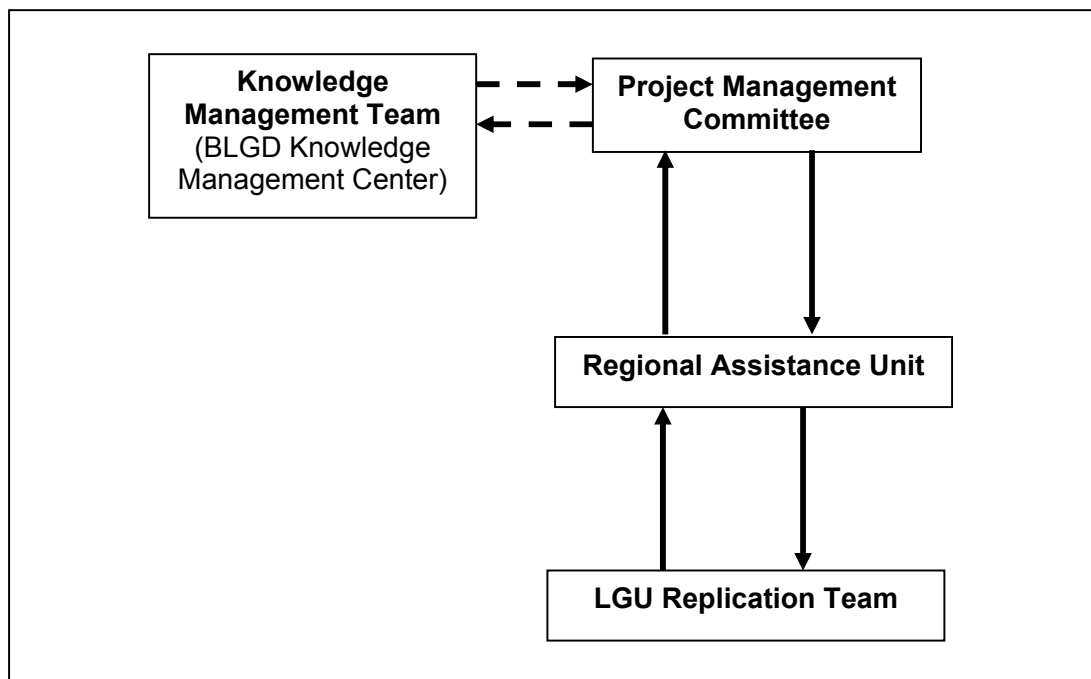 Knowledge
Management Team
(BLGD Knowledge
Management Center)
Project Management
Committee
Regional Assistance Unit
LGU Replication Team